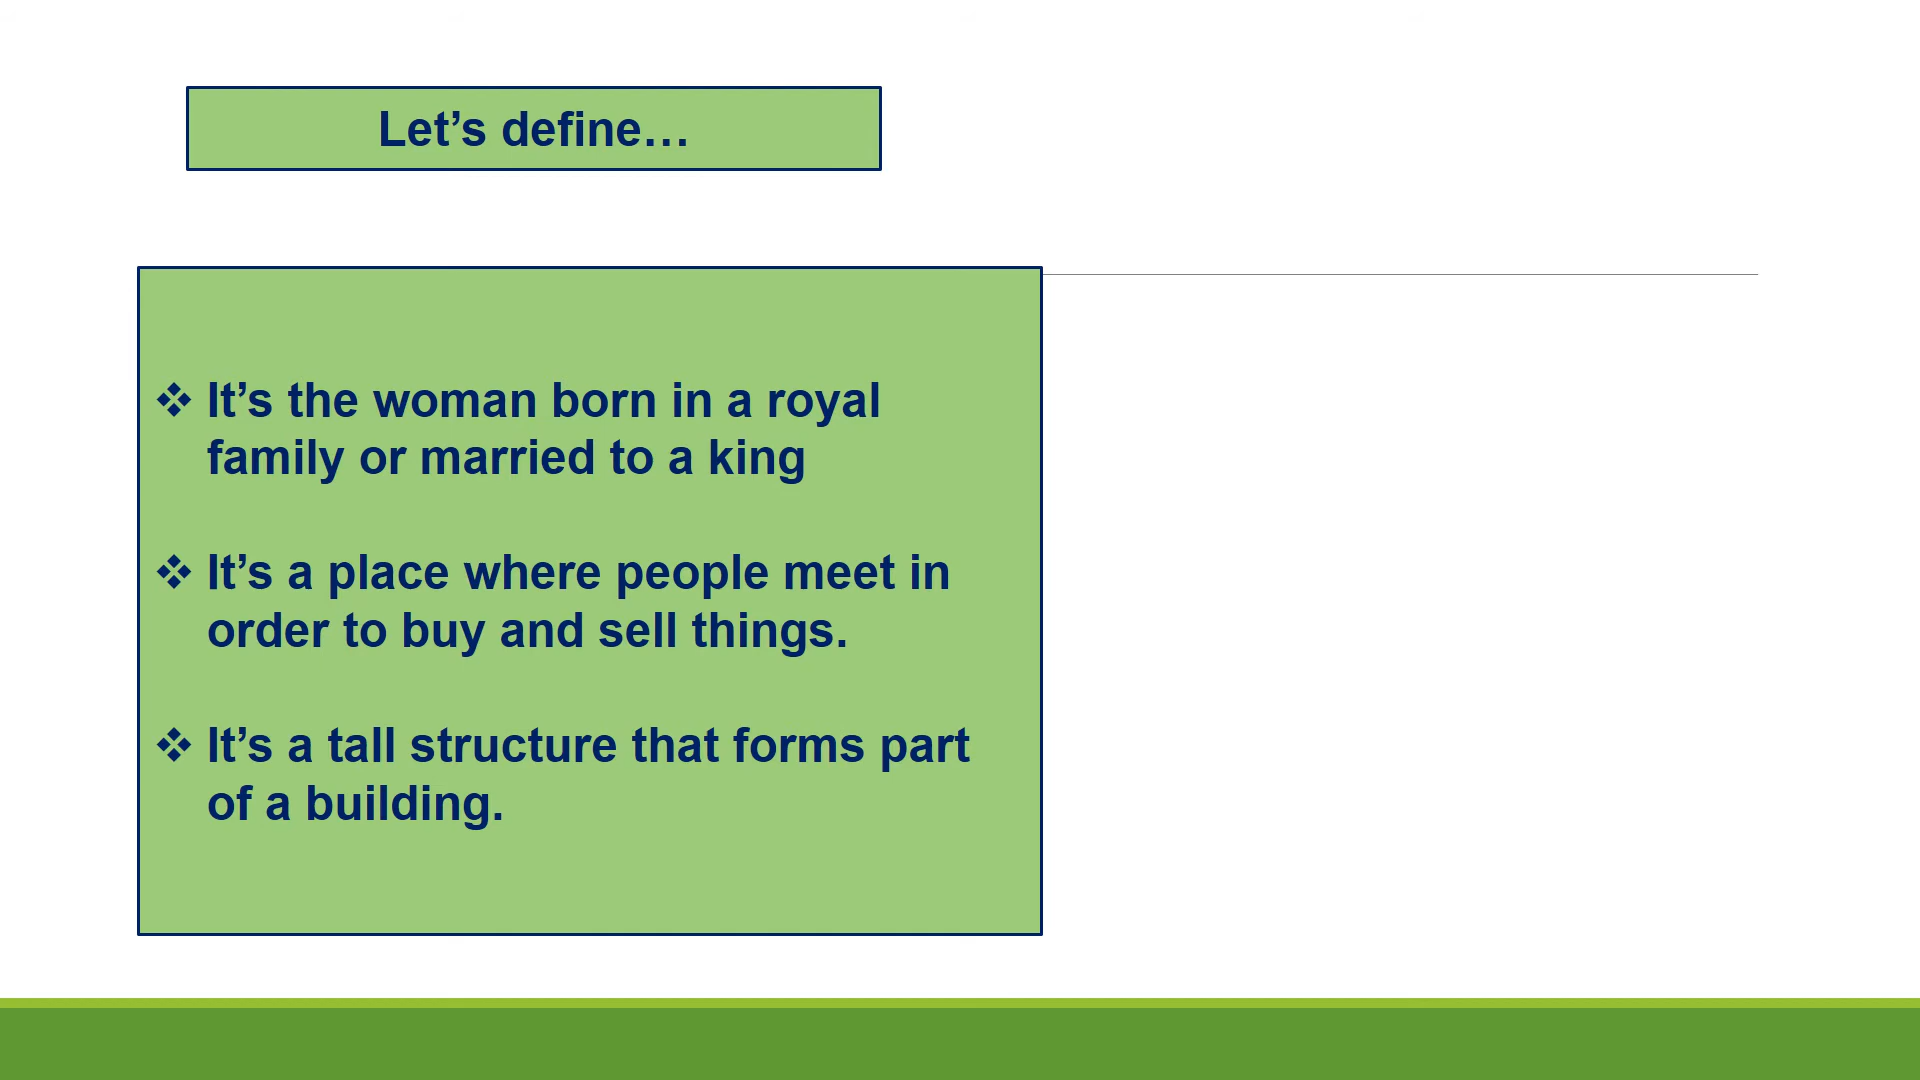 Let’s define…
❖ It’s the woman born in a royal
family or married to a king
❖ It’s a place where people meet in
order to buy and sell things.
❖ It’s a tall structure that forms part
of a building.